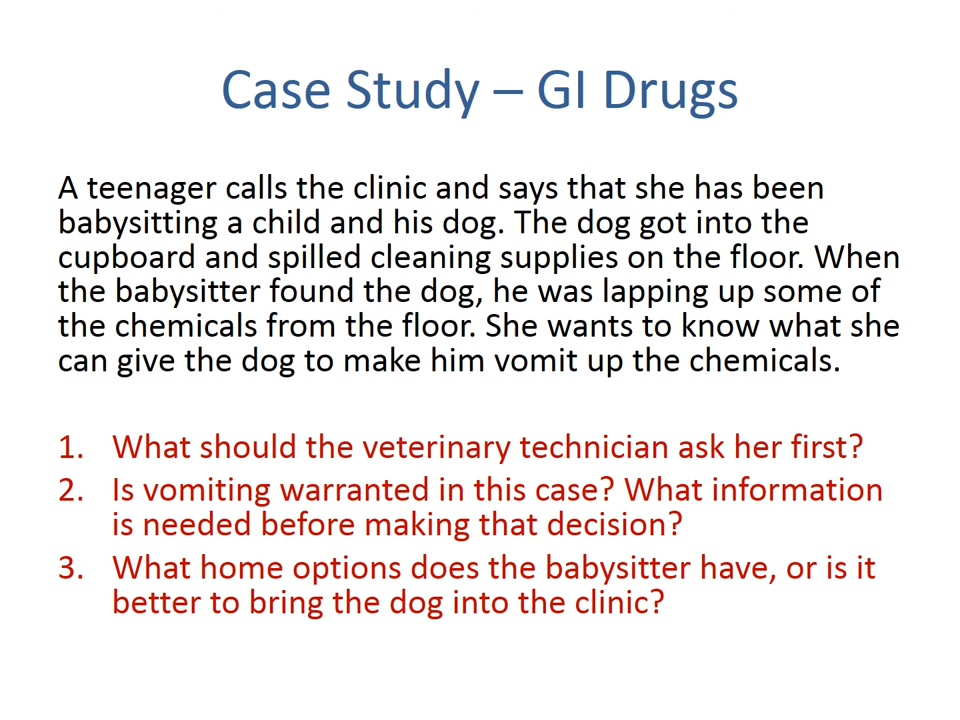 Case Study – GI Drugs
A teenager calls the clinic and says that she has been
babysitting a child and his dog. The dog got into the
cupboard and spilled cleaning supplies on the floor. When
the babysitter found the dog, he was lapping up some of
the chemicals from the floor. She wants to know what she
can give the dog to make him vomit up the chemicals.
1. What should the veterinary technician ask her first?
2. Is vomiting warranted in this case? What information
is needed before making that decision?
3. What home options does the babysitter have, or is it
better to bring the dog into the clinic?